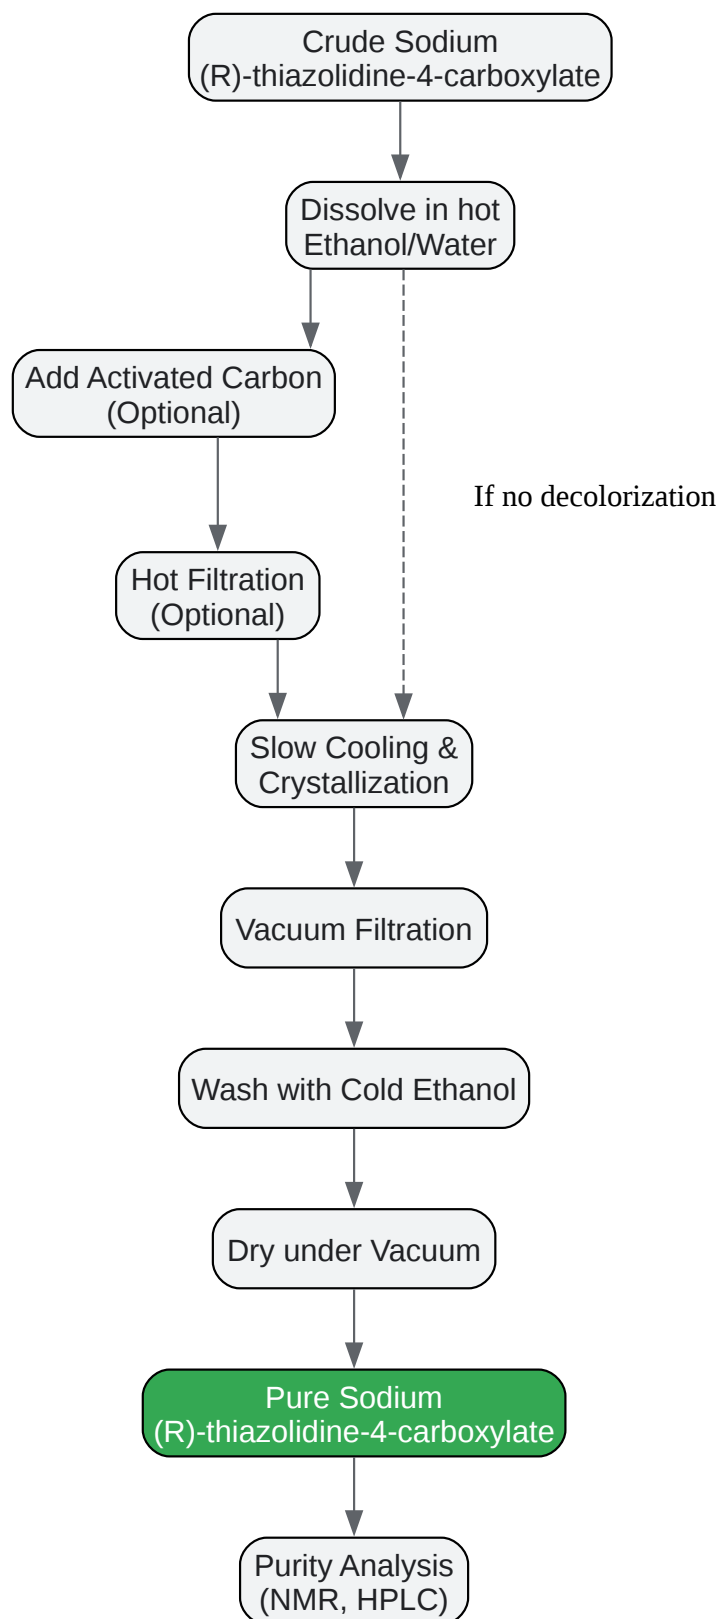 Crude Sodium
(R)-thiazolidine-4-carboxylate
Dissolve in hot
Ethanol/Water
Add Activated Carbon
(Optional)
If no decolorization
Hot Filtration
(Optional)
Slow Cooling &
Crystallization
Vacuum Filtration
Wash with Cold Ethanol
Dry under Vacuum
Pure Sodium
(R)-thiazolidine-4-carboxylate
Purity Analysis
(NMR, HPLC)